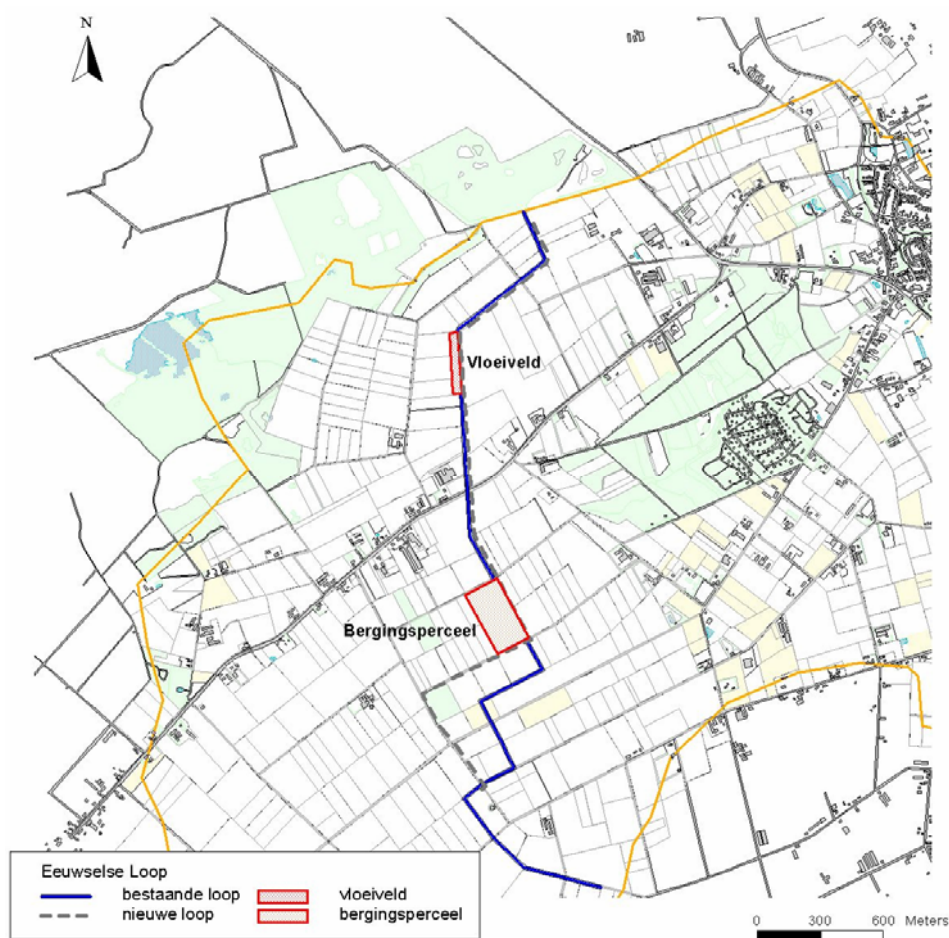 N
Vloeiveld
Bergingsperceel
Eeuwselse Loop
bestaande loop
vloeiveld
nieuwe loop
bergingsperceel
0 300 600 Meters